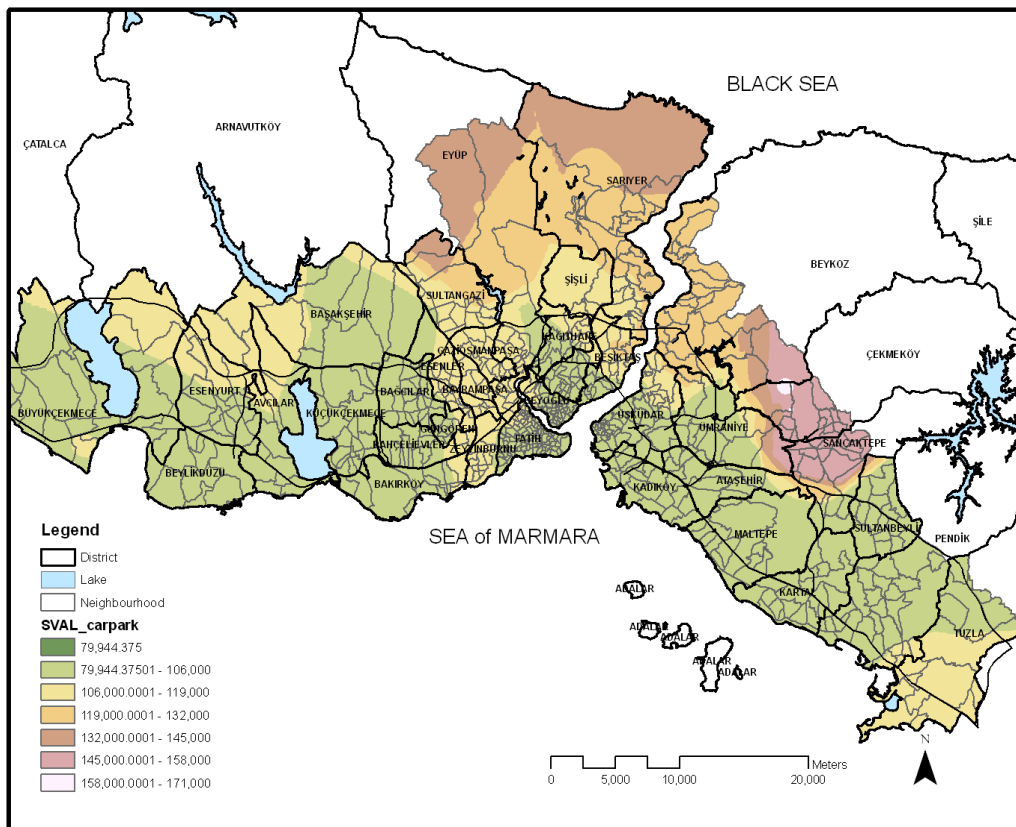 BLACK SEA
ARNAVUTKÖY
ÇATALCA
EYÜP
SARIYER
ŞİLE
BEYKOZ
ŞİŞLİ
SULTANGAZİ
BAŞAKŞEHİR
KAĞITHANE
GAZİOSMANPAŞA
ÇEKMEKÖY
BEŞİKTAŞ
ESENLER
BAYRAMPAŞA
ESENYURT
BAĞCILAR
AVCILAR
BEYOĞLU
BÜYÜKÇEKMECE
KÜÇÜKÇEKMECE
ÜSKÜDAR
ÜMRANİYE
GÜNGÖREN
FATİH
SANCAKTEPE
BAHÇELİEVLER
ZEYTİNBURNU
BEYLİKDÜZÜ
BAKIRKÖY
KADIKÖY
ATAŞEHİR
SULTANBEYLİ
MALTEPE
PENDİK
SEA of MARMARA
KARTAL
ADALAR
ADALAR
ADALAR
ADALAR
ADALAR
TUZLA
Legend
District
Lake
Neighbourhood
SVAL_carpark
79,944.375
79,944.37501 - 106,000
106,000.0001 - 119,000
119,000.0001 - 132,000
132,000.0001 - 145,000
145,000.0001 - 158,000
158,000.0001 - 171,000
N
Meters
0 5,000 10,000 20,000